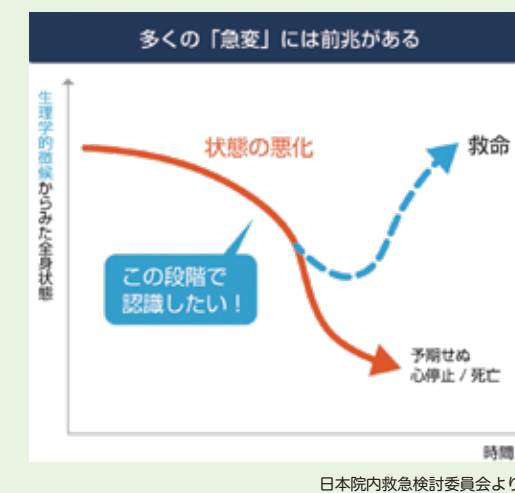 多くの「急変」には前兆がある
生理学的徴候からみた全身状態
状態の悪化
救命
この段階で
認識したい！
予期せぬ
心停止 / 死亡
時間
日本院内救急検討委員会より